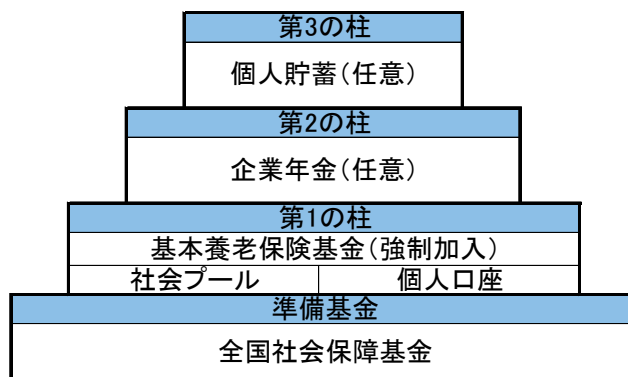 第3の柱
個人貯蓄(任意)
第2の柱
企業年金(任意)
第1の柱
基本養老保険基金(強制加入)
社会プール 個人口座
準備基金
全国社会保障基金